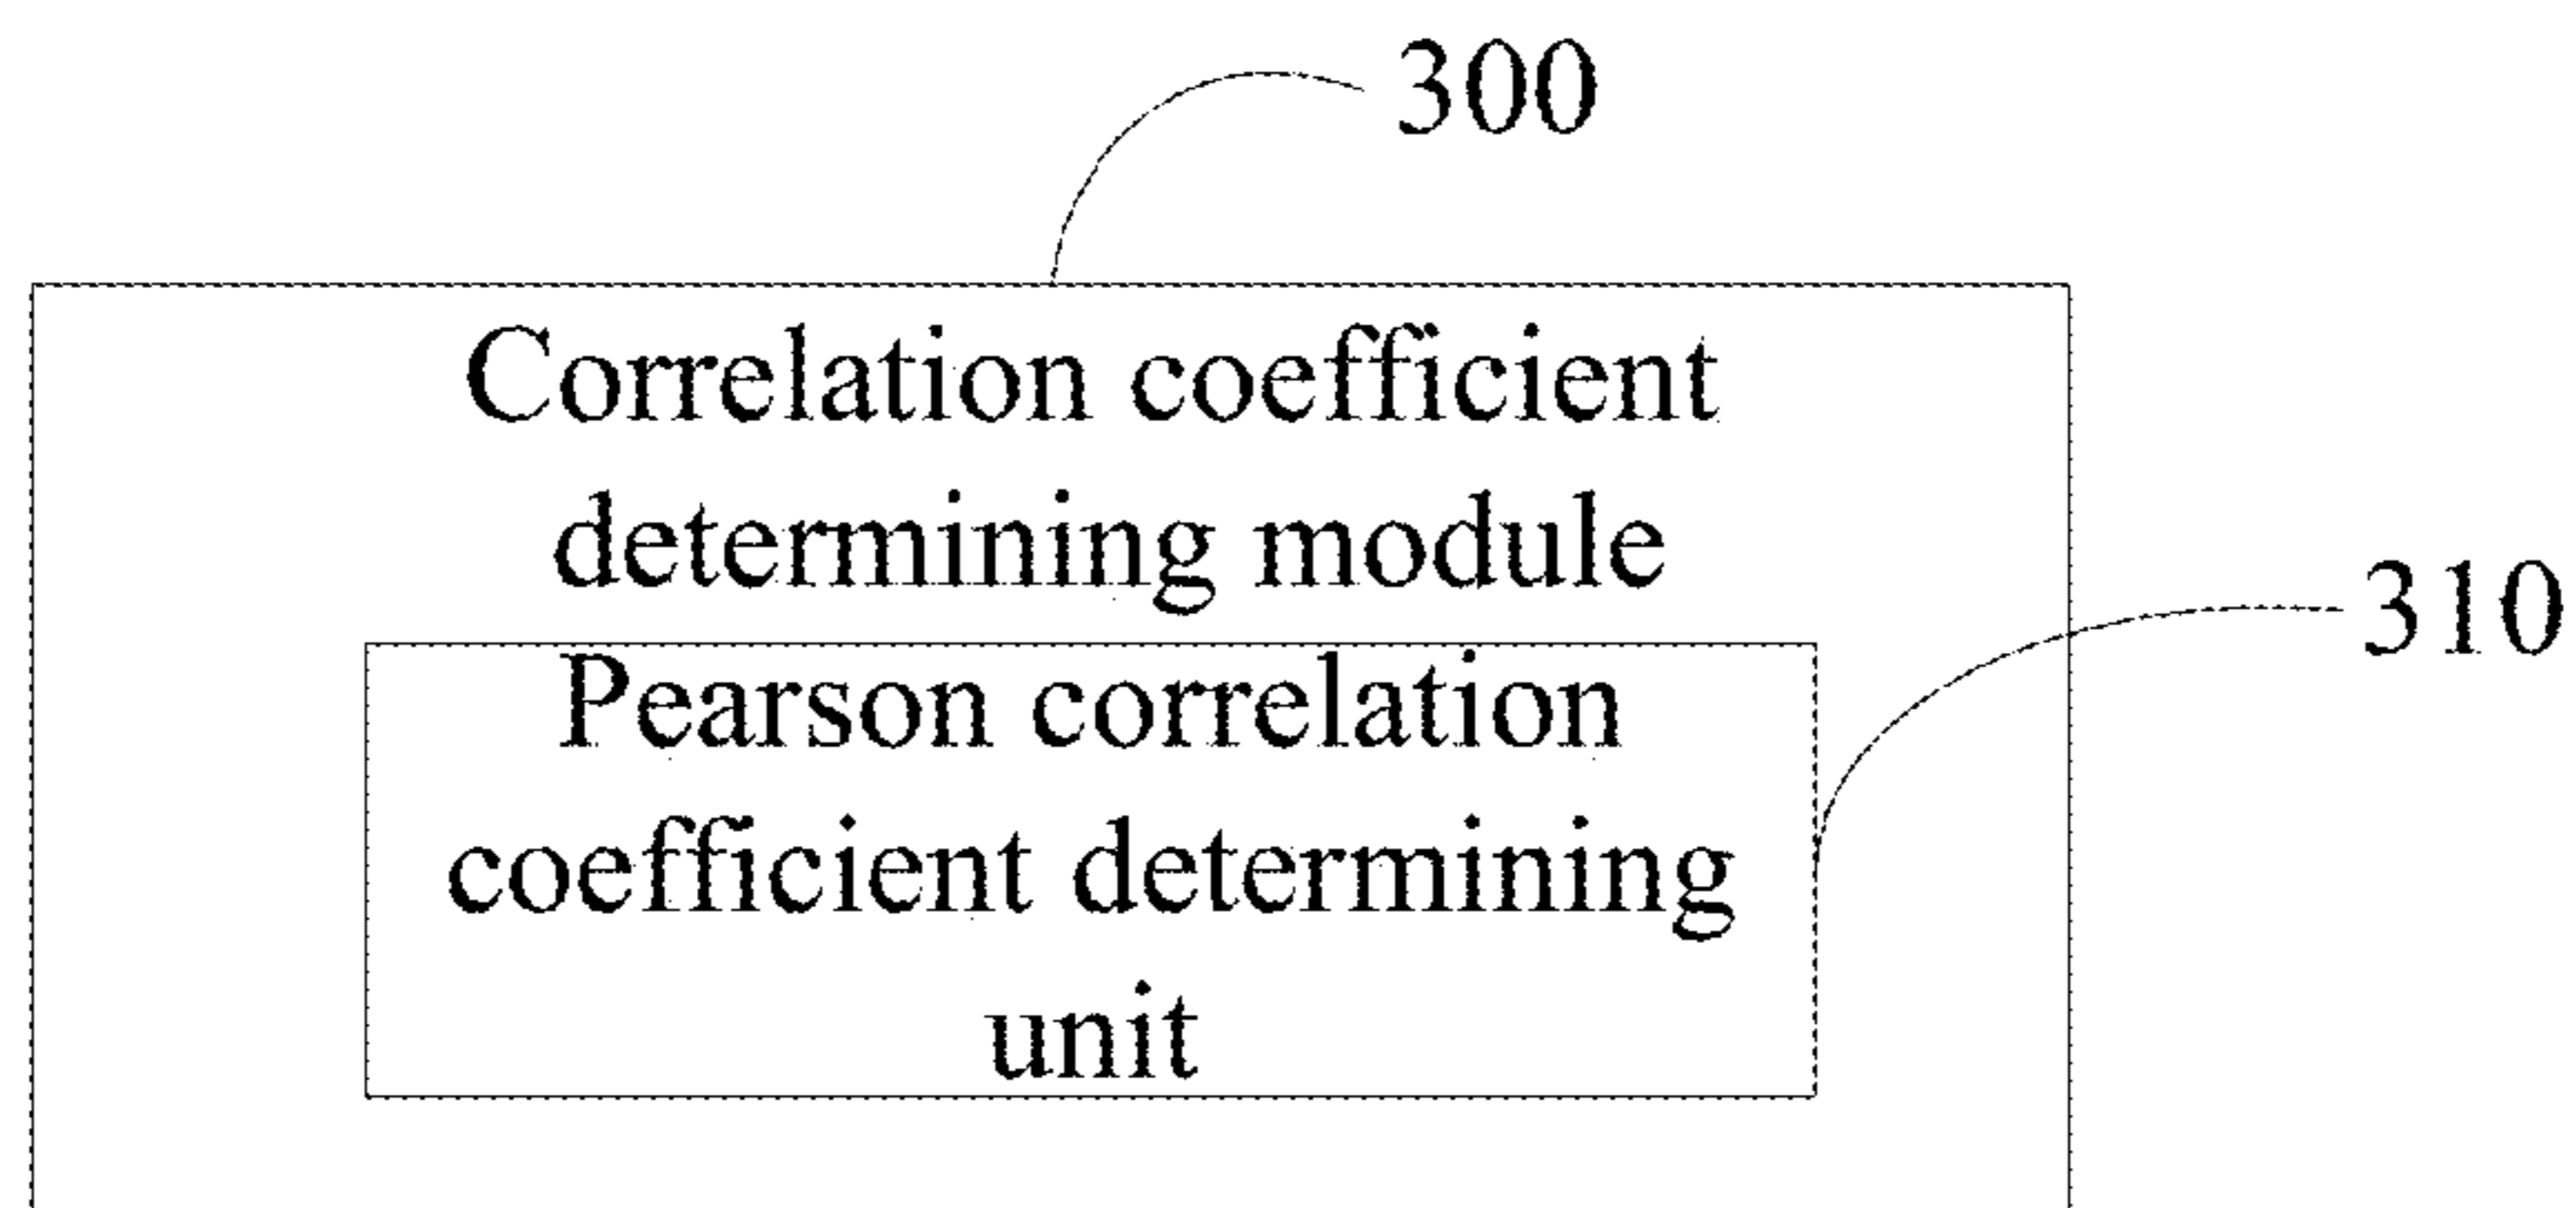 300
Correlation coefficient
determining module
310
Pearson correlation
coefficient determining
unit